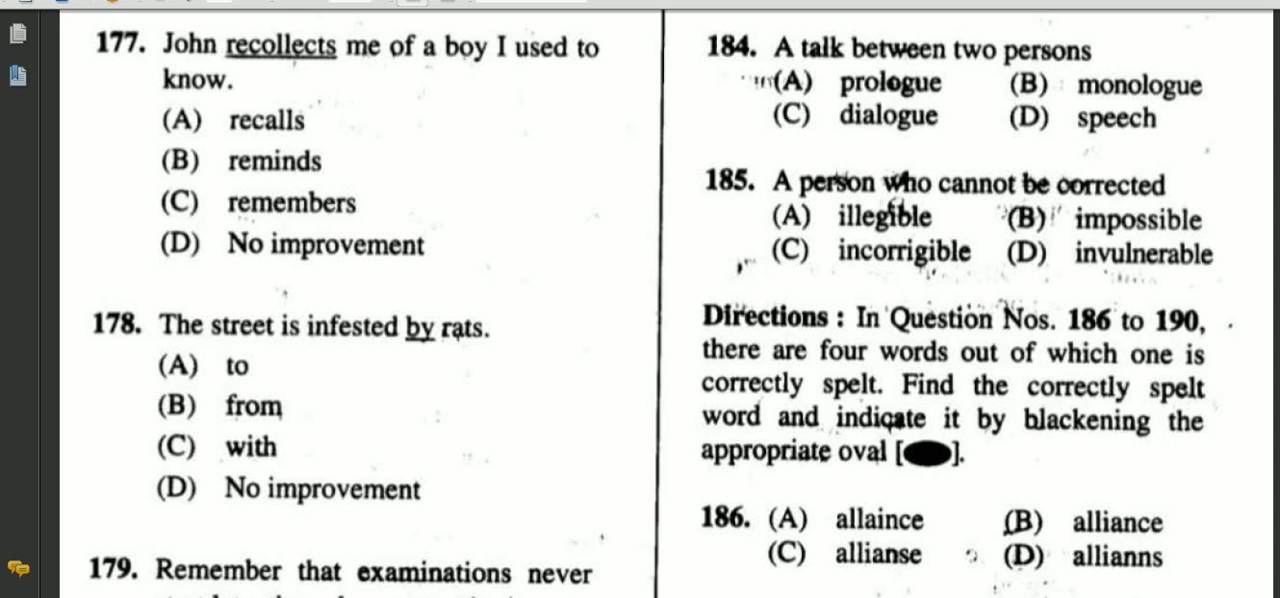 177. John recollects me of a boy I used to
know.
(A) recalls
(B) reminds
(C) remembers
(D) No improvement
178. The street is infested by rats.
(A) to
(B) from
(C) with
(D) No improvement
179. Remember that examinations never
184. A talk between two persons
(A) prologue (B) monologue
(C) dialogue (D) speech
185. A person who cannot be corrected
(A) illegible (B) impossible
(C) incorrigible (D) invulnerable
Directions : In Question Nos. 186 to 190,
there are four words out of which one is
correctly spelt. Find the correctly spelt
word and indicate it by blackening the
appropriate oval [ ].
186. (A) allaince (B) alliance
(C) allianse (D) allianns